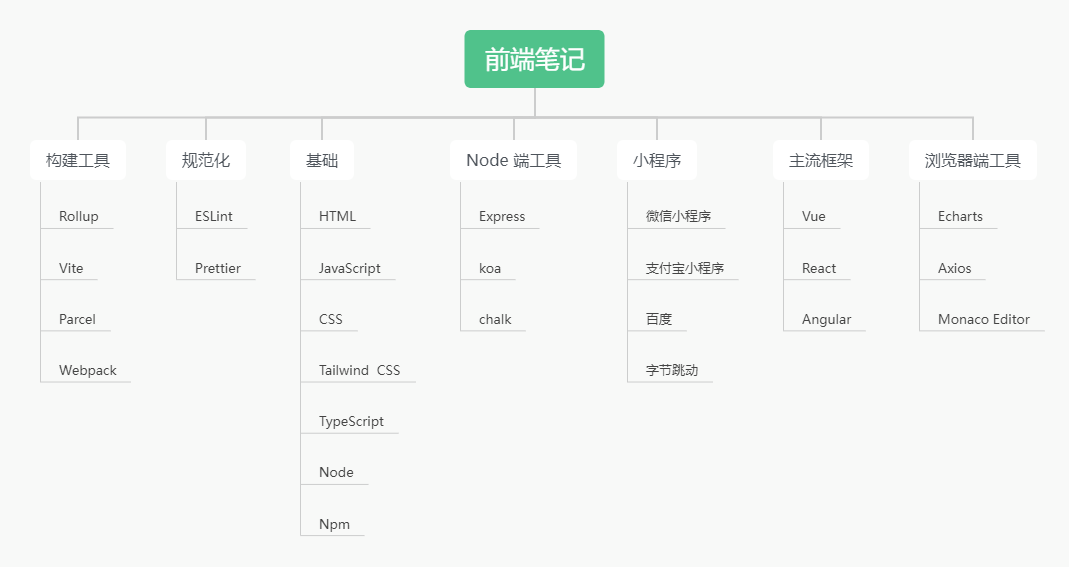 前端笔记
构建工具
Rollup
Vite
Parcel
Webpack
规范化
ESLint
Prettier
基础
HTML
JavaScript
CSS
Tailwind CSS
TypeScript
Node
Npm
Node 端工具
Express
koa
chalk
小程序
微信小程序
支付宝小程序
百度
字节跳动
主流框架
Vue
React
Angular
浏览器端工具
Echarts
Axios
Monaco Editor